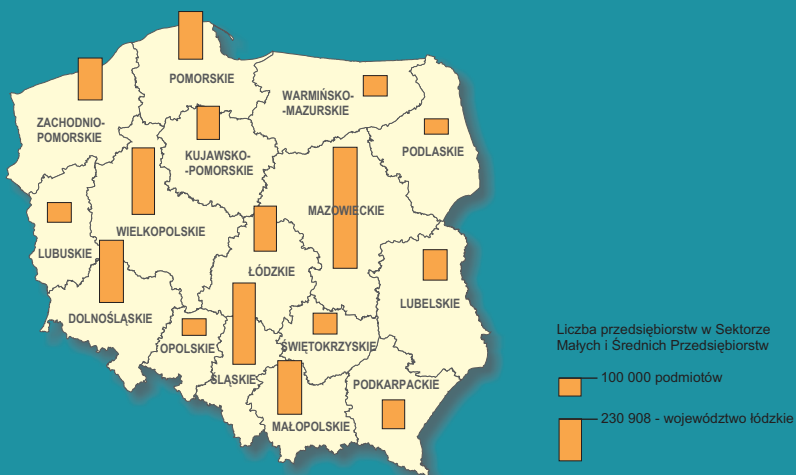 POMORSKIE
WARMIŃSKO-
-MAZURSKIE
ZACHODNIO-
POMORSKIE
KUJAWSKO-
-POMORSKIE
PODLASKIE
MAZOWIECKIE
WIELKOPOLSKIE
LUBUSKIE
ŁÓDZKIE
LUBELSKIE
DOLNOŚLĄSKIE
OPOLSKIE
ŚWIĘTOKRZYSKIE
ŚLĄSKIE
PODKARPACKIE
MAŁOPOLSKIE
Liczba przedsiębiorstw w Sektorze
Małych i Średnich Przedsiębiorstw
100 000 podmiotów
230 908 - województwo łódzkie